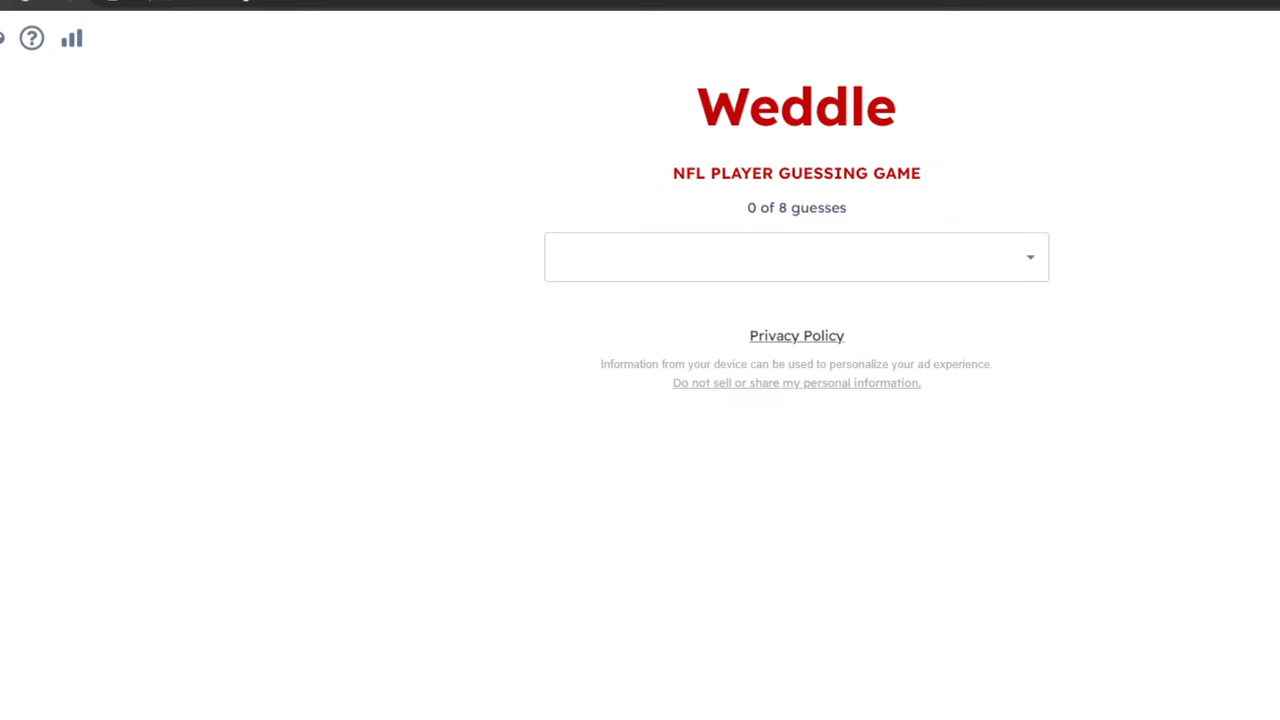 Weddle
NFL PLAYER GUESSING GAME
0 of 8 guesses
Privacy Policy
Information from your device can be used to personalize your ad experience.
Do not sell or share my personal information.